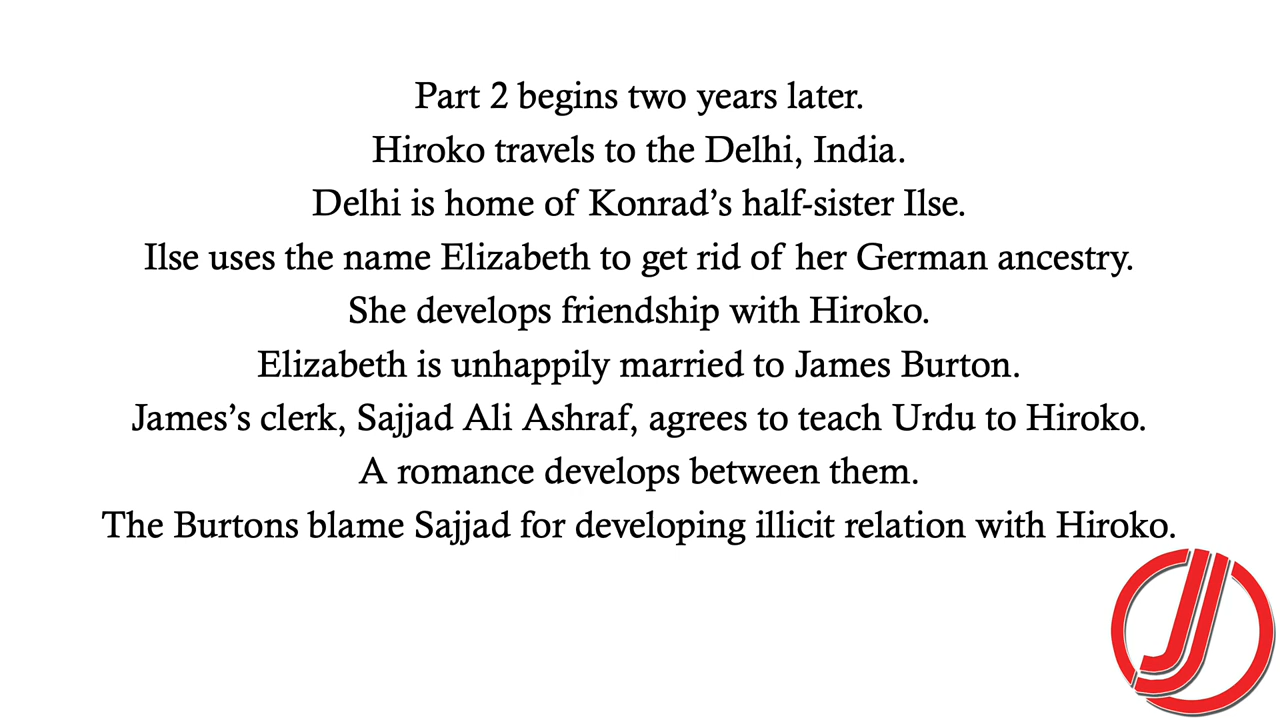 Part 2 begins two years later.
Hiroko travels to the Delhi, India.
Delhi is home of Konrad’s half-sister Ilse.
Ilse uses the name Elizabeth to get rid of her German ancestry.
She develops friendship with Hiroko.
Elizabeth is unhappily married to James Burton.
James’s clerk, Sajjad Ali Ashraf, agrees to teach Urdu to Hiroko.
A romance develops between them.
The Burtons blame Sajjad for developing illicit relation with Hiroko.